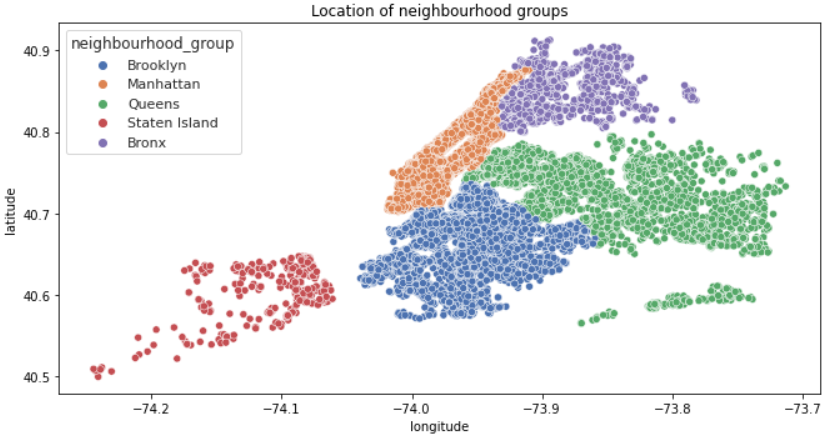 Location of neighbourhood groups
neighbourhood_group
Brooklyn
Manhattan
Queens
Staten Island
Bronx
latitude
40.9
40.8
40.7
40.6
40.5
−74.2 −74.1 −74.0 −73.9 −73.8 −73.7
longitude